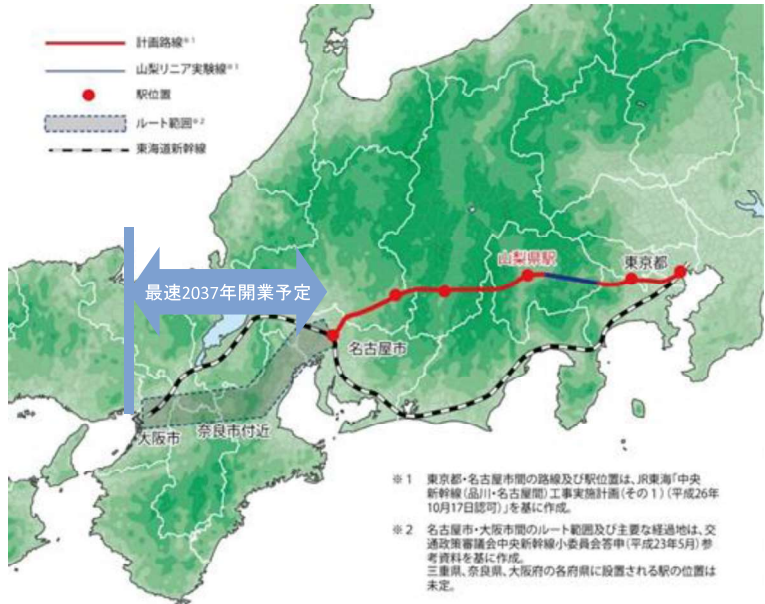 計画路線※1
山梨リニア実験線※1
駅位置
ルート範囲※2
東海道新幹線
最速2037年開業予定
山梨県駅
東京都
名古屋市
大阪市
奈良市付近
※1 東京都・名古屋市間の路線及び駅位置は、JR東海「中央
新幹線(品川・名古屋間)工事実施計画(その1)(平成26年
10月17日認可)」を基に作成。
※2 名古屋市・大阪市間のルート範囲及び主要な経過地は、交
通政策審議会中央新幹線小委員会答申(平成23年5月)参
考資料を基に作成。
三重県、奈良県、大阪府の各府県に設置される駅の位置は
未定。